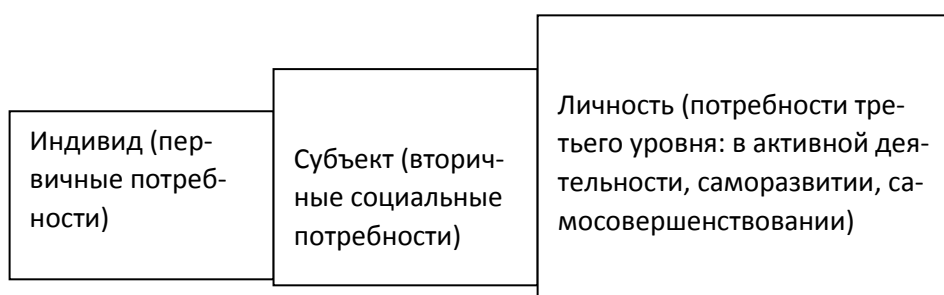 Индивид (пер-
вичные потреб-
ности)
Субъект (вторич-
ные социальные
потребности)
Личность (потребности тре-
тьего уровня: в активной дея-
тельности, саморазвитии, са-
мосовершенствовании)